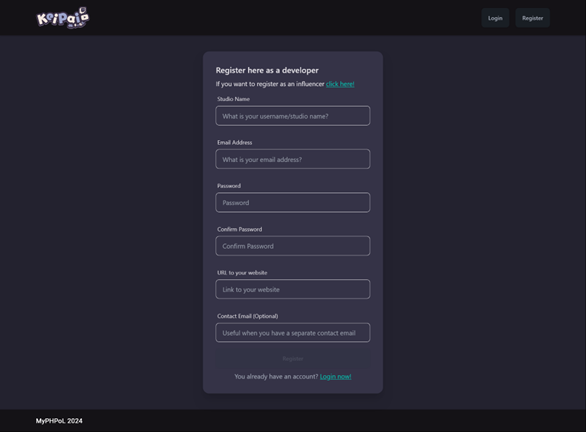 Keipaio
Login
Register
Register here as a developer
If you want to register as an influencer click here!
Studio Name
What is your username/studio name?
Email Address
What is your email address?
Password
Password
Confirm Password
Confirm Password
URL to your website
Link to your website
Contact Email (Optional)
Useful when you have a separate contact email
Register
You already have an account? Login now!
MyPHPoL 2024